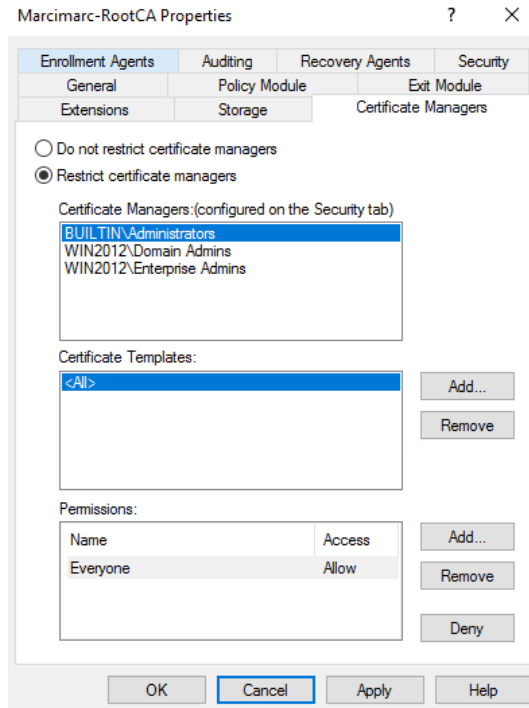 Marcimarc-RootCA Properties ? ×
Enrollment Agents Auditing Recovery Agents Security
General Policy Module Exit Module
Extensions Storage Certificate Managers
Do not restrict certificate managers
Restrict certificate managers
Certificate Managers:(configured on the Security tab)
BUILTIN\Administrators
WIN2012\Domain Admins
WIN2012\Enterprise Admins
Certificate Templates:
<All>
Add...
Remove
Permissions:
Name Access
Everyone Allow
Add...
Remove
Deny
OK Cancel Apply Help